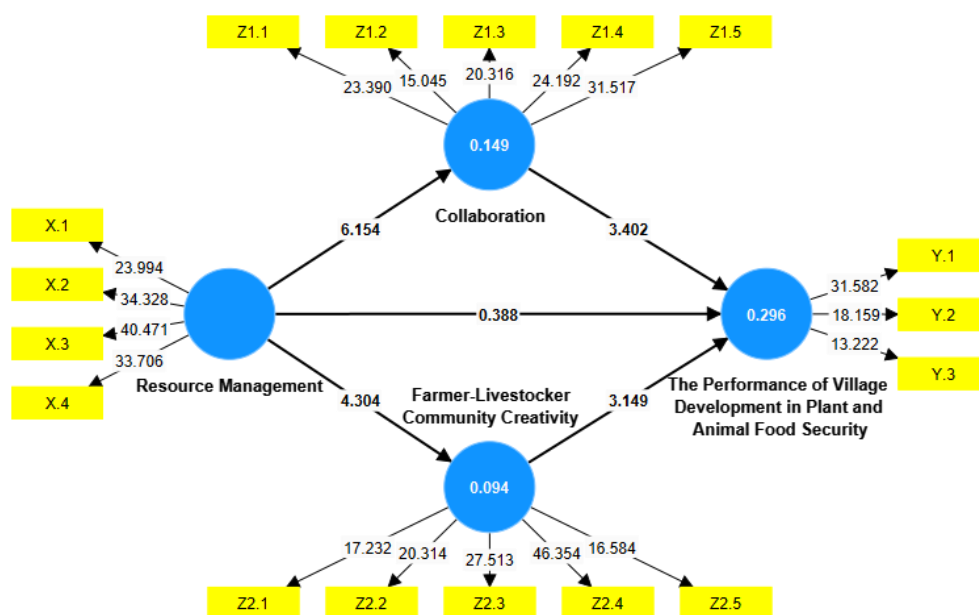 Z1.1
Z1.2
Z1.3
Z1.4
Z1.5
23.390
15.045
20.316
24.192
31.517
0.149
Collaboration
X.1
X.2
X.3
X.4
23.994
34.328
40.471
33.706
Resource Management
6.154
3.402
0.388
4.304
3.149
Y.1
Y.2
Y.3
31.582
18.159
13.222
0.296
The Performance of Village
Development in Plant and
Animal Food Security
Farmer-Livestocker
Community Creativity
0.094
17.232
20.314
27.513
46.354
16.584
Z2.1
Z2.2
Z2.3
Z2.4
Z2.5